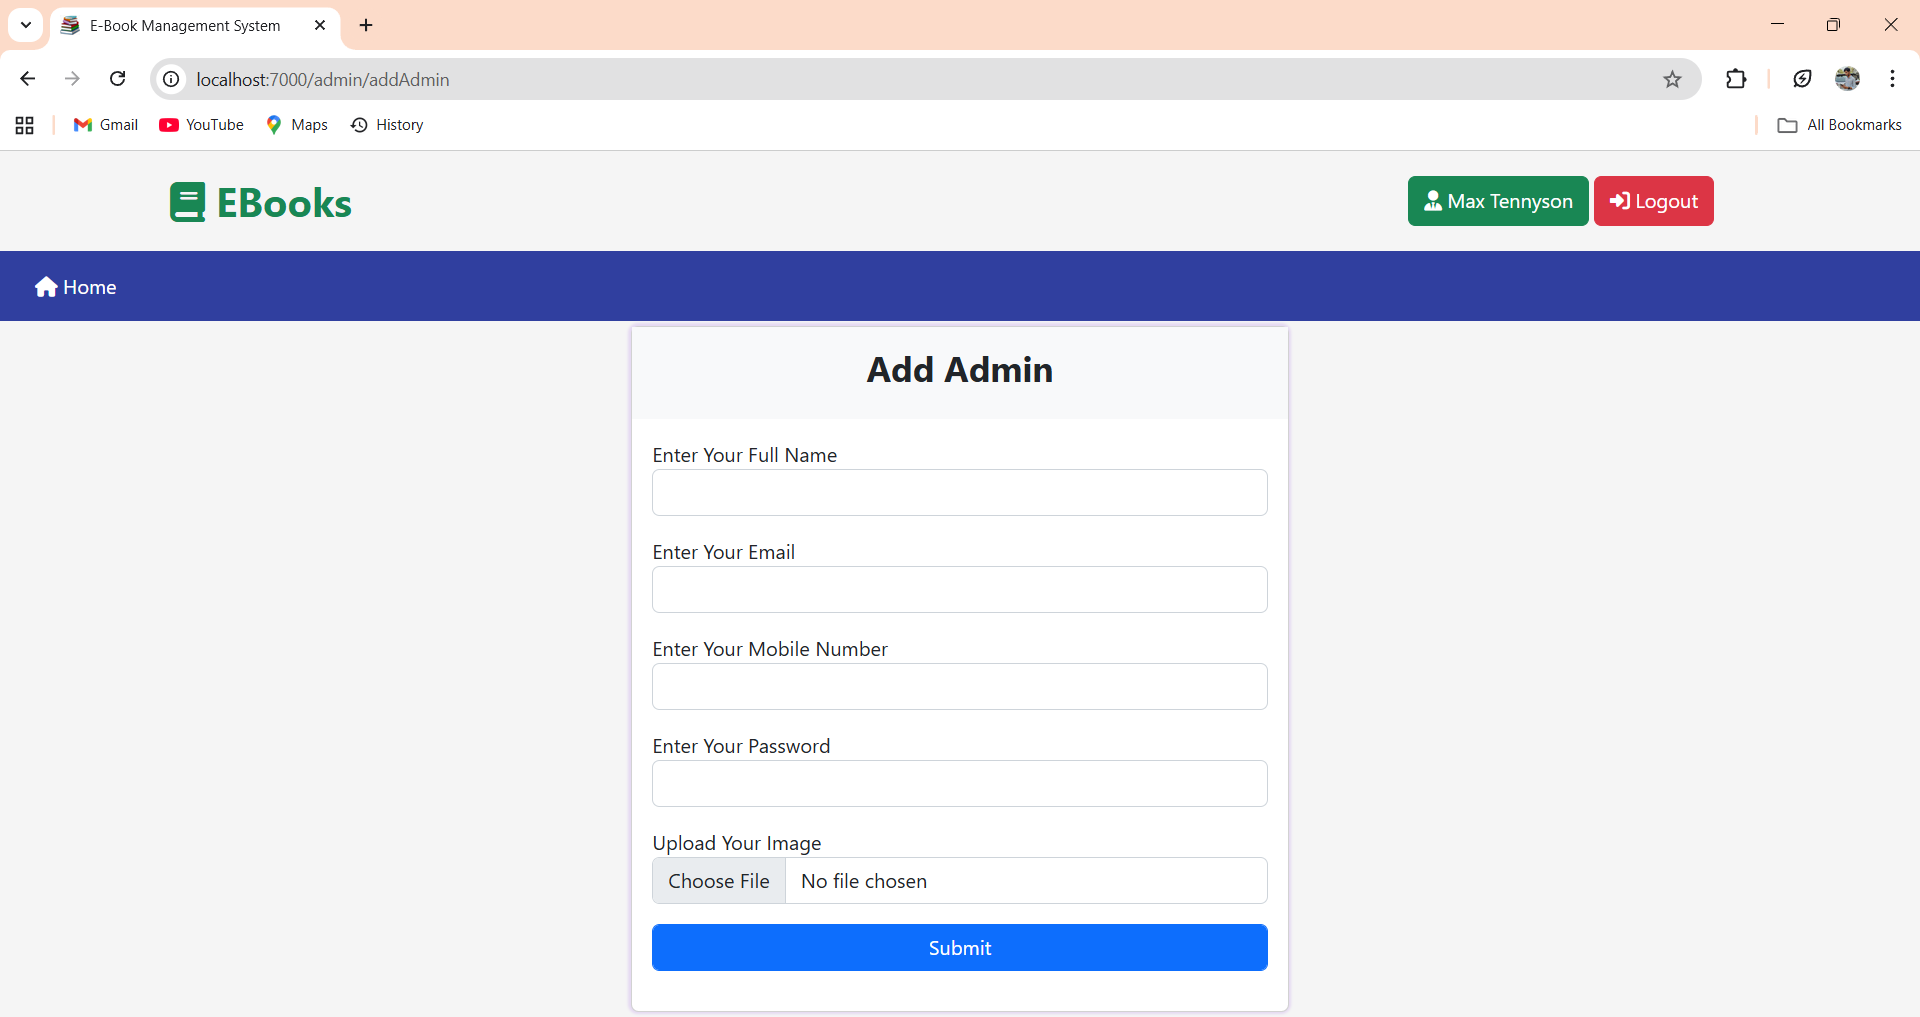 E-Book Management System
localhost:7000/admin/addAdmin
Gmail YouTube Maps History All Bookmarks
EBooks Max Tennyson Logout
Home
Add Admin
Enter Your Full Name
Enter Your Email
Enter Your Mobile Number
Enter Your Password
Upload Your Image
Choose File No file chosen
Submit